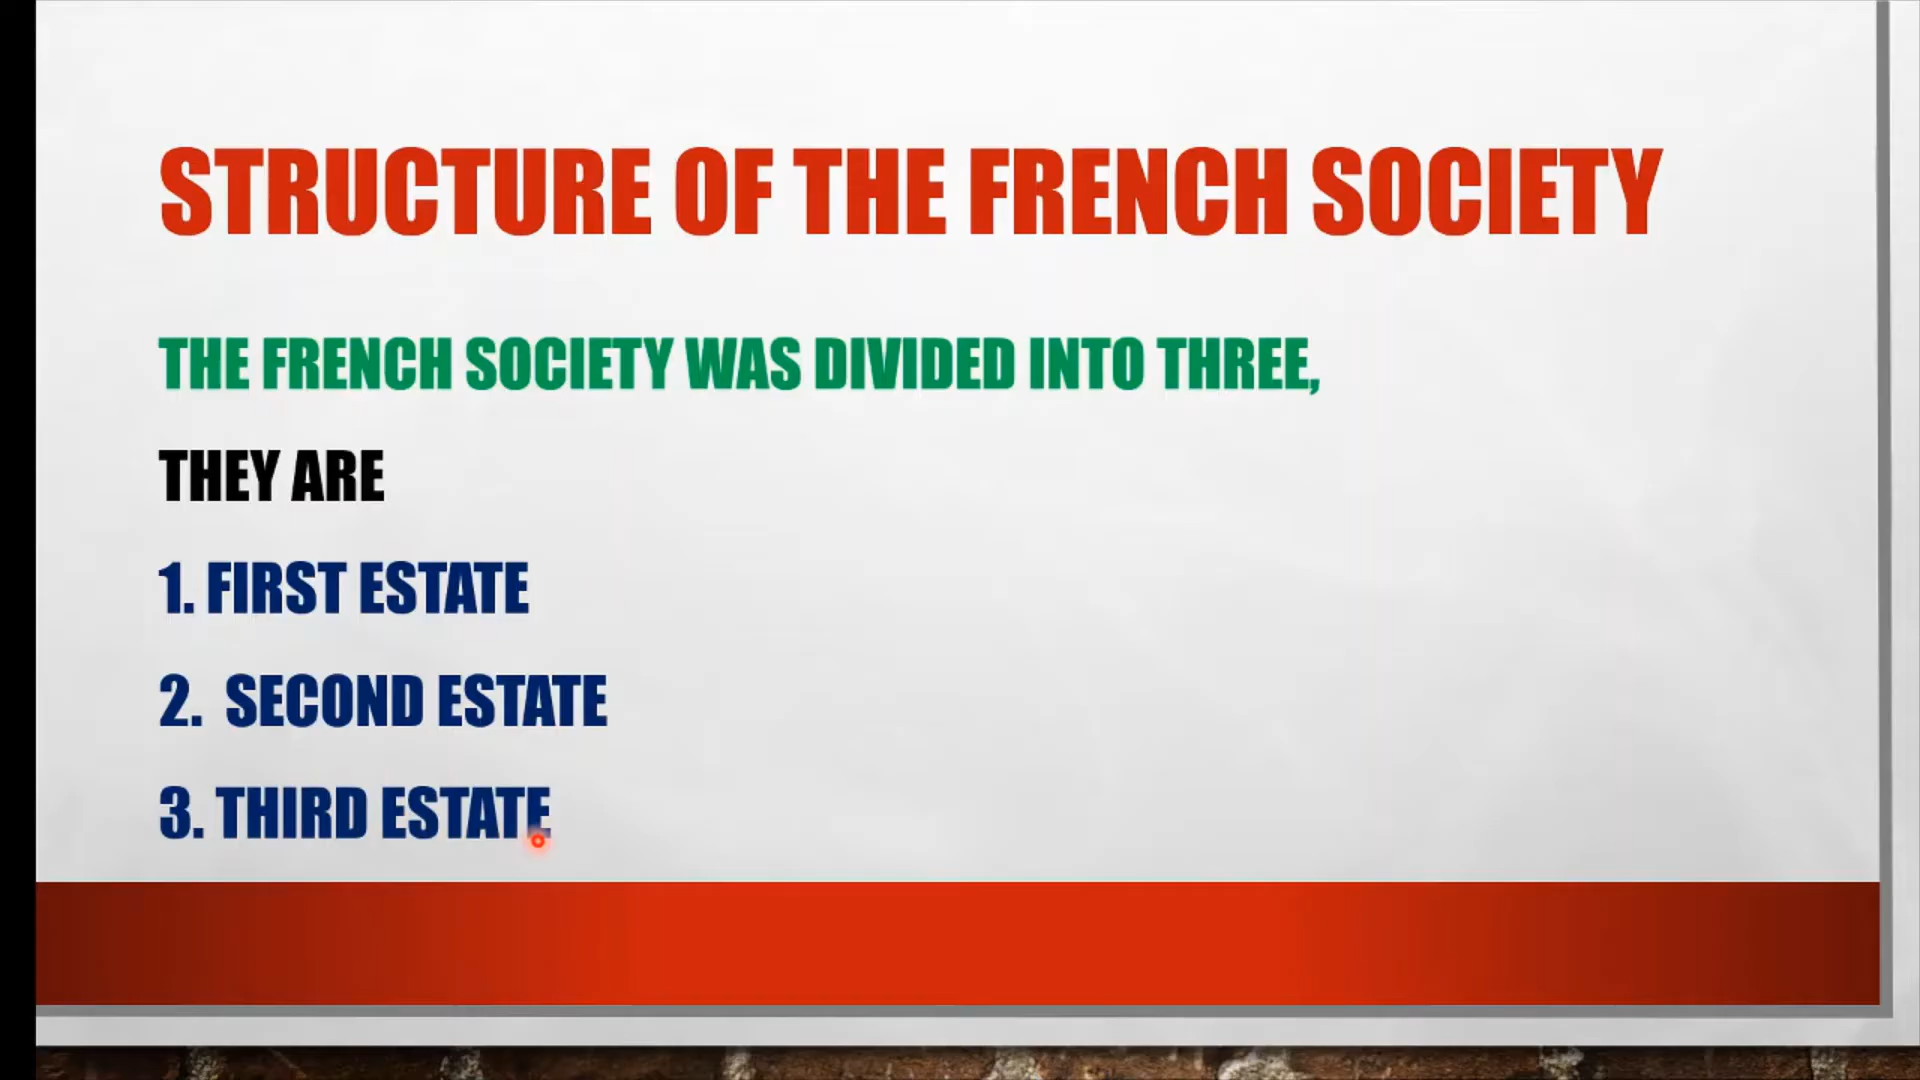 STRUCTURE OF THE FRENCH SOCIETY
THE FRENCH SOCIETY WAS DIVIDED INTO THREE,
THEY ARE
1. FIRST ESTATE
2. SECOND ESTATE
3. THIRD ESTATE